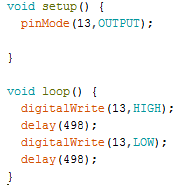 void setup() {
  pinMode(13,OUTPUT);
}
void loop() {
  digitalWrite(13,HIGH);
  delay(498);
  digitalWrite(13,LOW);
  delay(498);
}